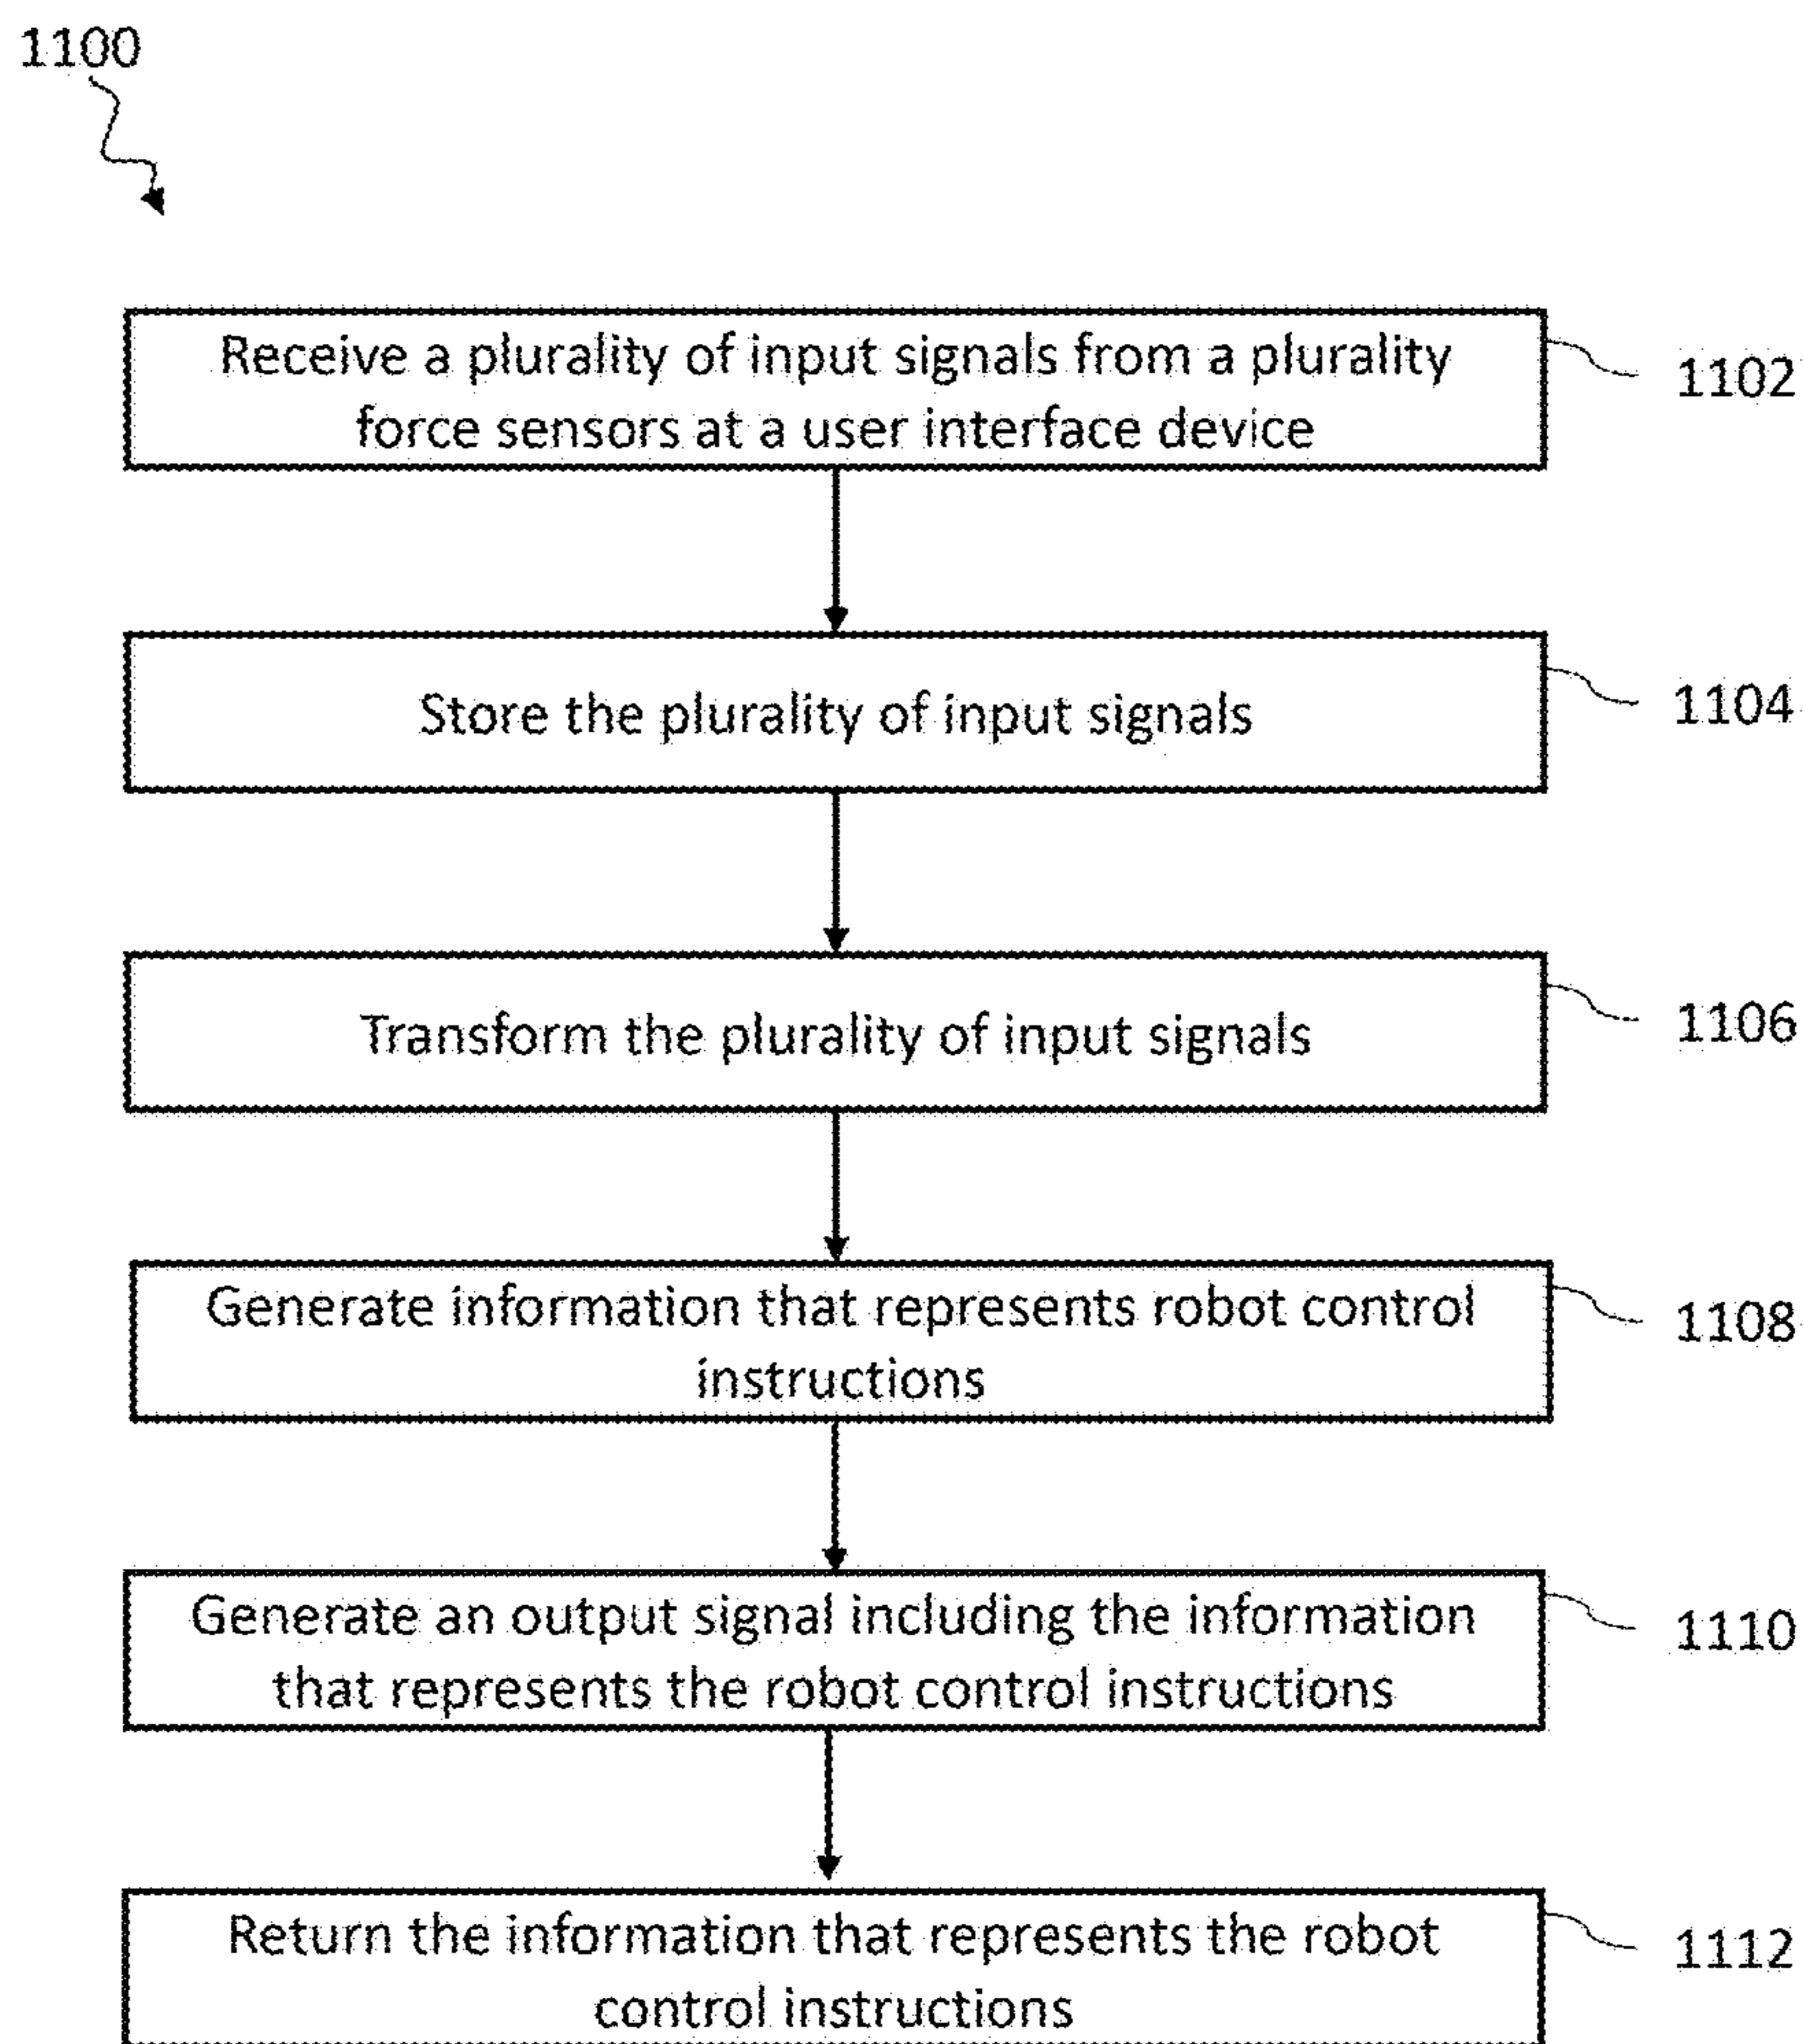 1100
Receive a plurality of input signals from a plurality
force sensors at a user interface device
1102
Store the plurality of input signals
1104
Transform the plurality of input signals
1106
Generate information that represents robot control
instructions
1108
Generate an output signal including the information
that represents the robot control instructions
1110
Return the information that represents the robot
control instructions
1112